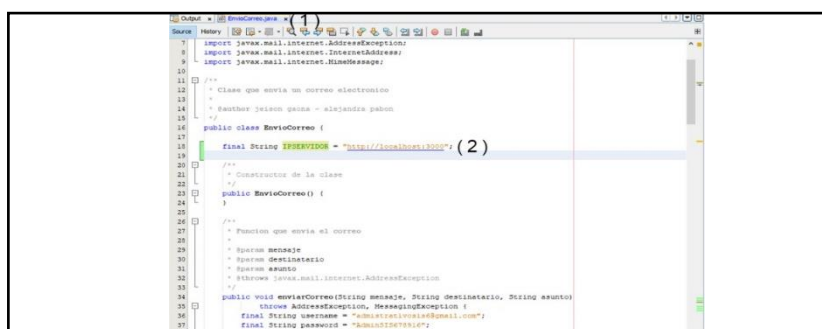 Output EnvioCorreo.java (1)
Source History
7 import javax.mail.internet.AddressException;
8 import javax.mail.internet.InternetAddress;
9 import javax.mail.internet.MimeMessage;
10
11 /**
12 * Clase que envia un correo electronico
13 *
14 * @author jeison gaona - alejandra pabon
15 */
16 public class EnvioCorreo {
17
18 final String IPSERVIDOR = "http://localhost:3000"; (2)
19
20 /**
21 * Constructor de la clase
22 */
23 public EnvioCorreo() {
24 }
25
26 /**
27 * Funcion que envia el correo
28 *
29 * @param mensaje
30 * @param destinatario
31 * @param asunto
32 * @throws javax.mail.internet.AddressException
33 */
34 public void enviarCorreo(String mensaje, String destinatario, String asunto)
35 throws AddressException, MessagingException {
36 final String username =
37 final String password =